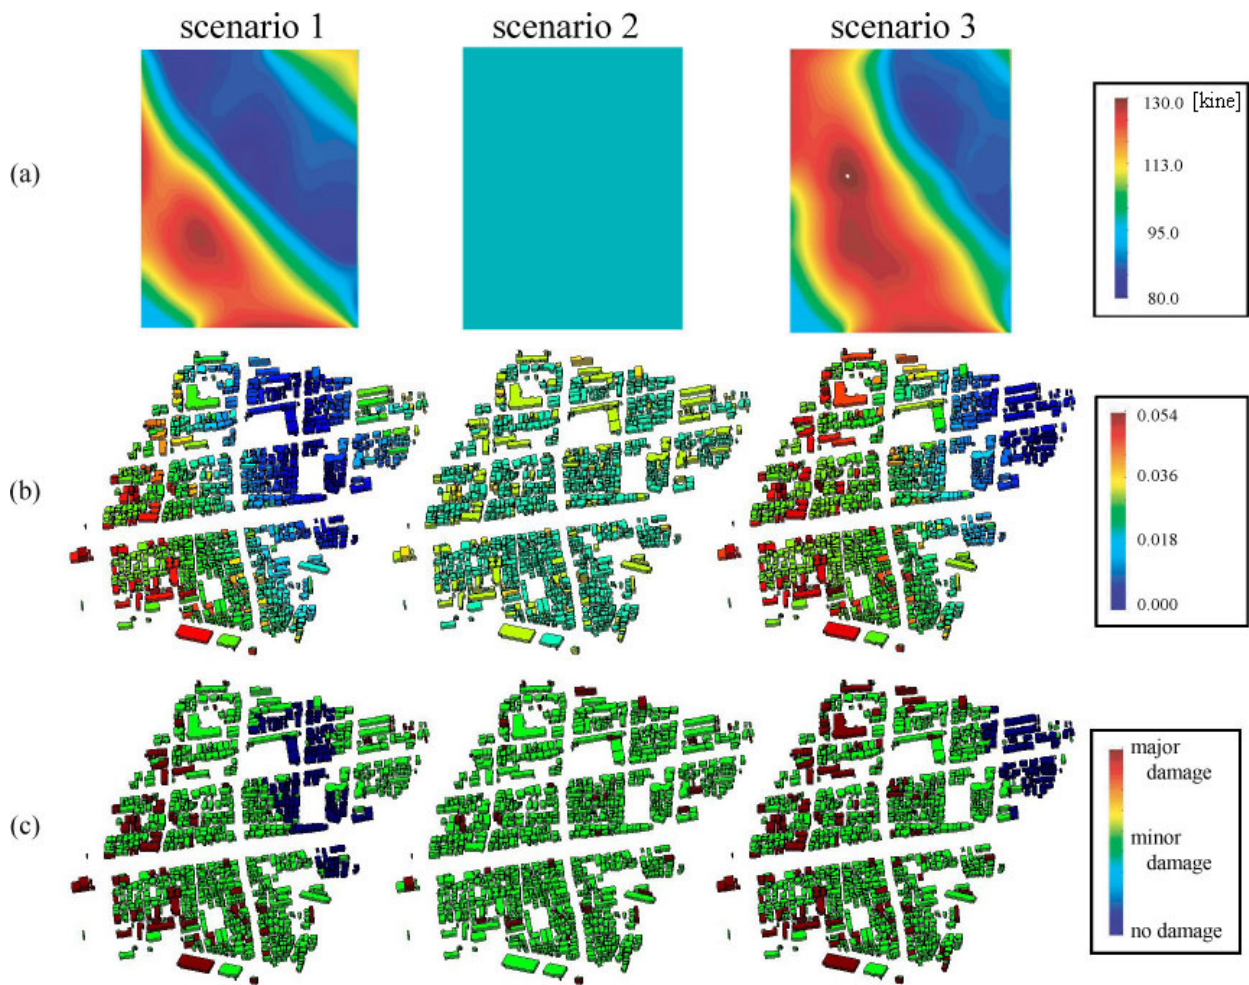 scenario 1
scenario 2
scenario 3
(a)
130.0 [kine]
113.0
95.0
80.0
(b)
0.054
0.036
0.018
0.000
(c)
major
damage
minor
damage
no damage